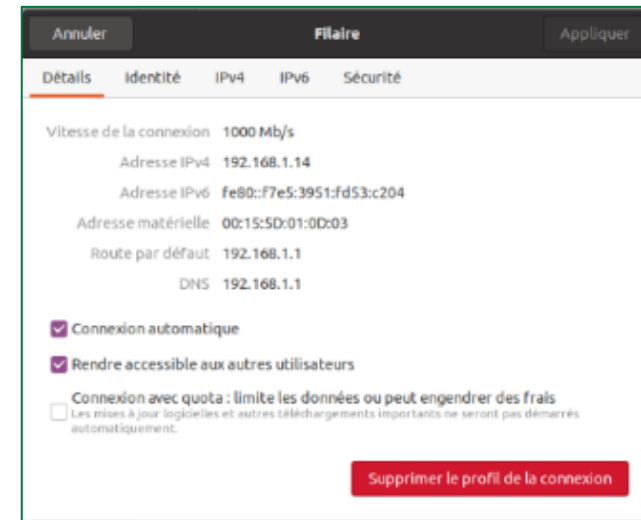 Annuler Filaire Appliquer
Détails Identité IPv4 IPv6 Sécurité
Vitesse de la connexion 1000 Mb/s
Adresse IPv4 192.168.1.14
Adresse IPv6 fe80::f7e5:3951:fd53:c204
Adresse matérielle 00:15:5D:01:0D:03
Route par défaut 192.168.1.1
DNS 192.168.1.1
Connexion automatique
Rendre accessible aux autres utilisateurs
Connexion avec quota : limite les données ou peut engendrer des frais
Les mises à jour logicielles et autres téléchargements importants ne seront pas démarrés
automatiquement.
Supprimer le profil de la connexion